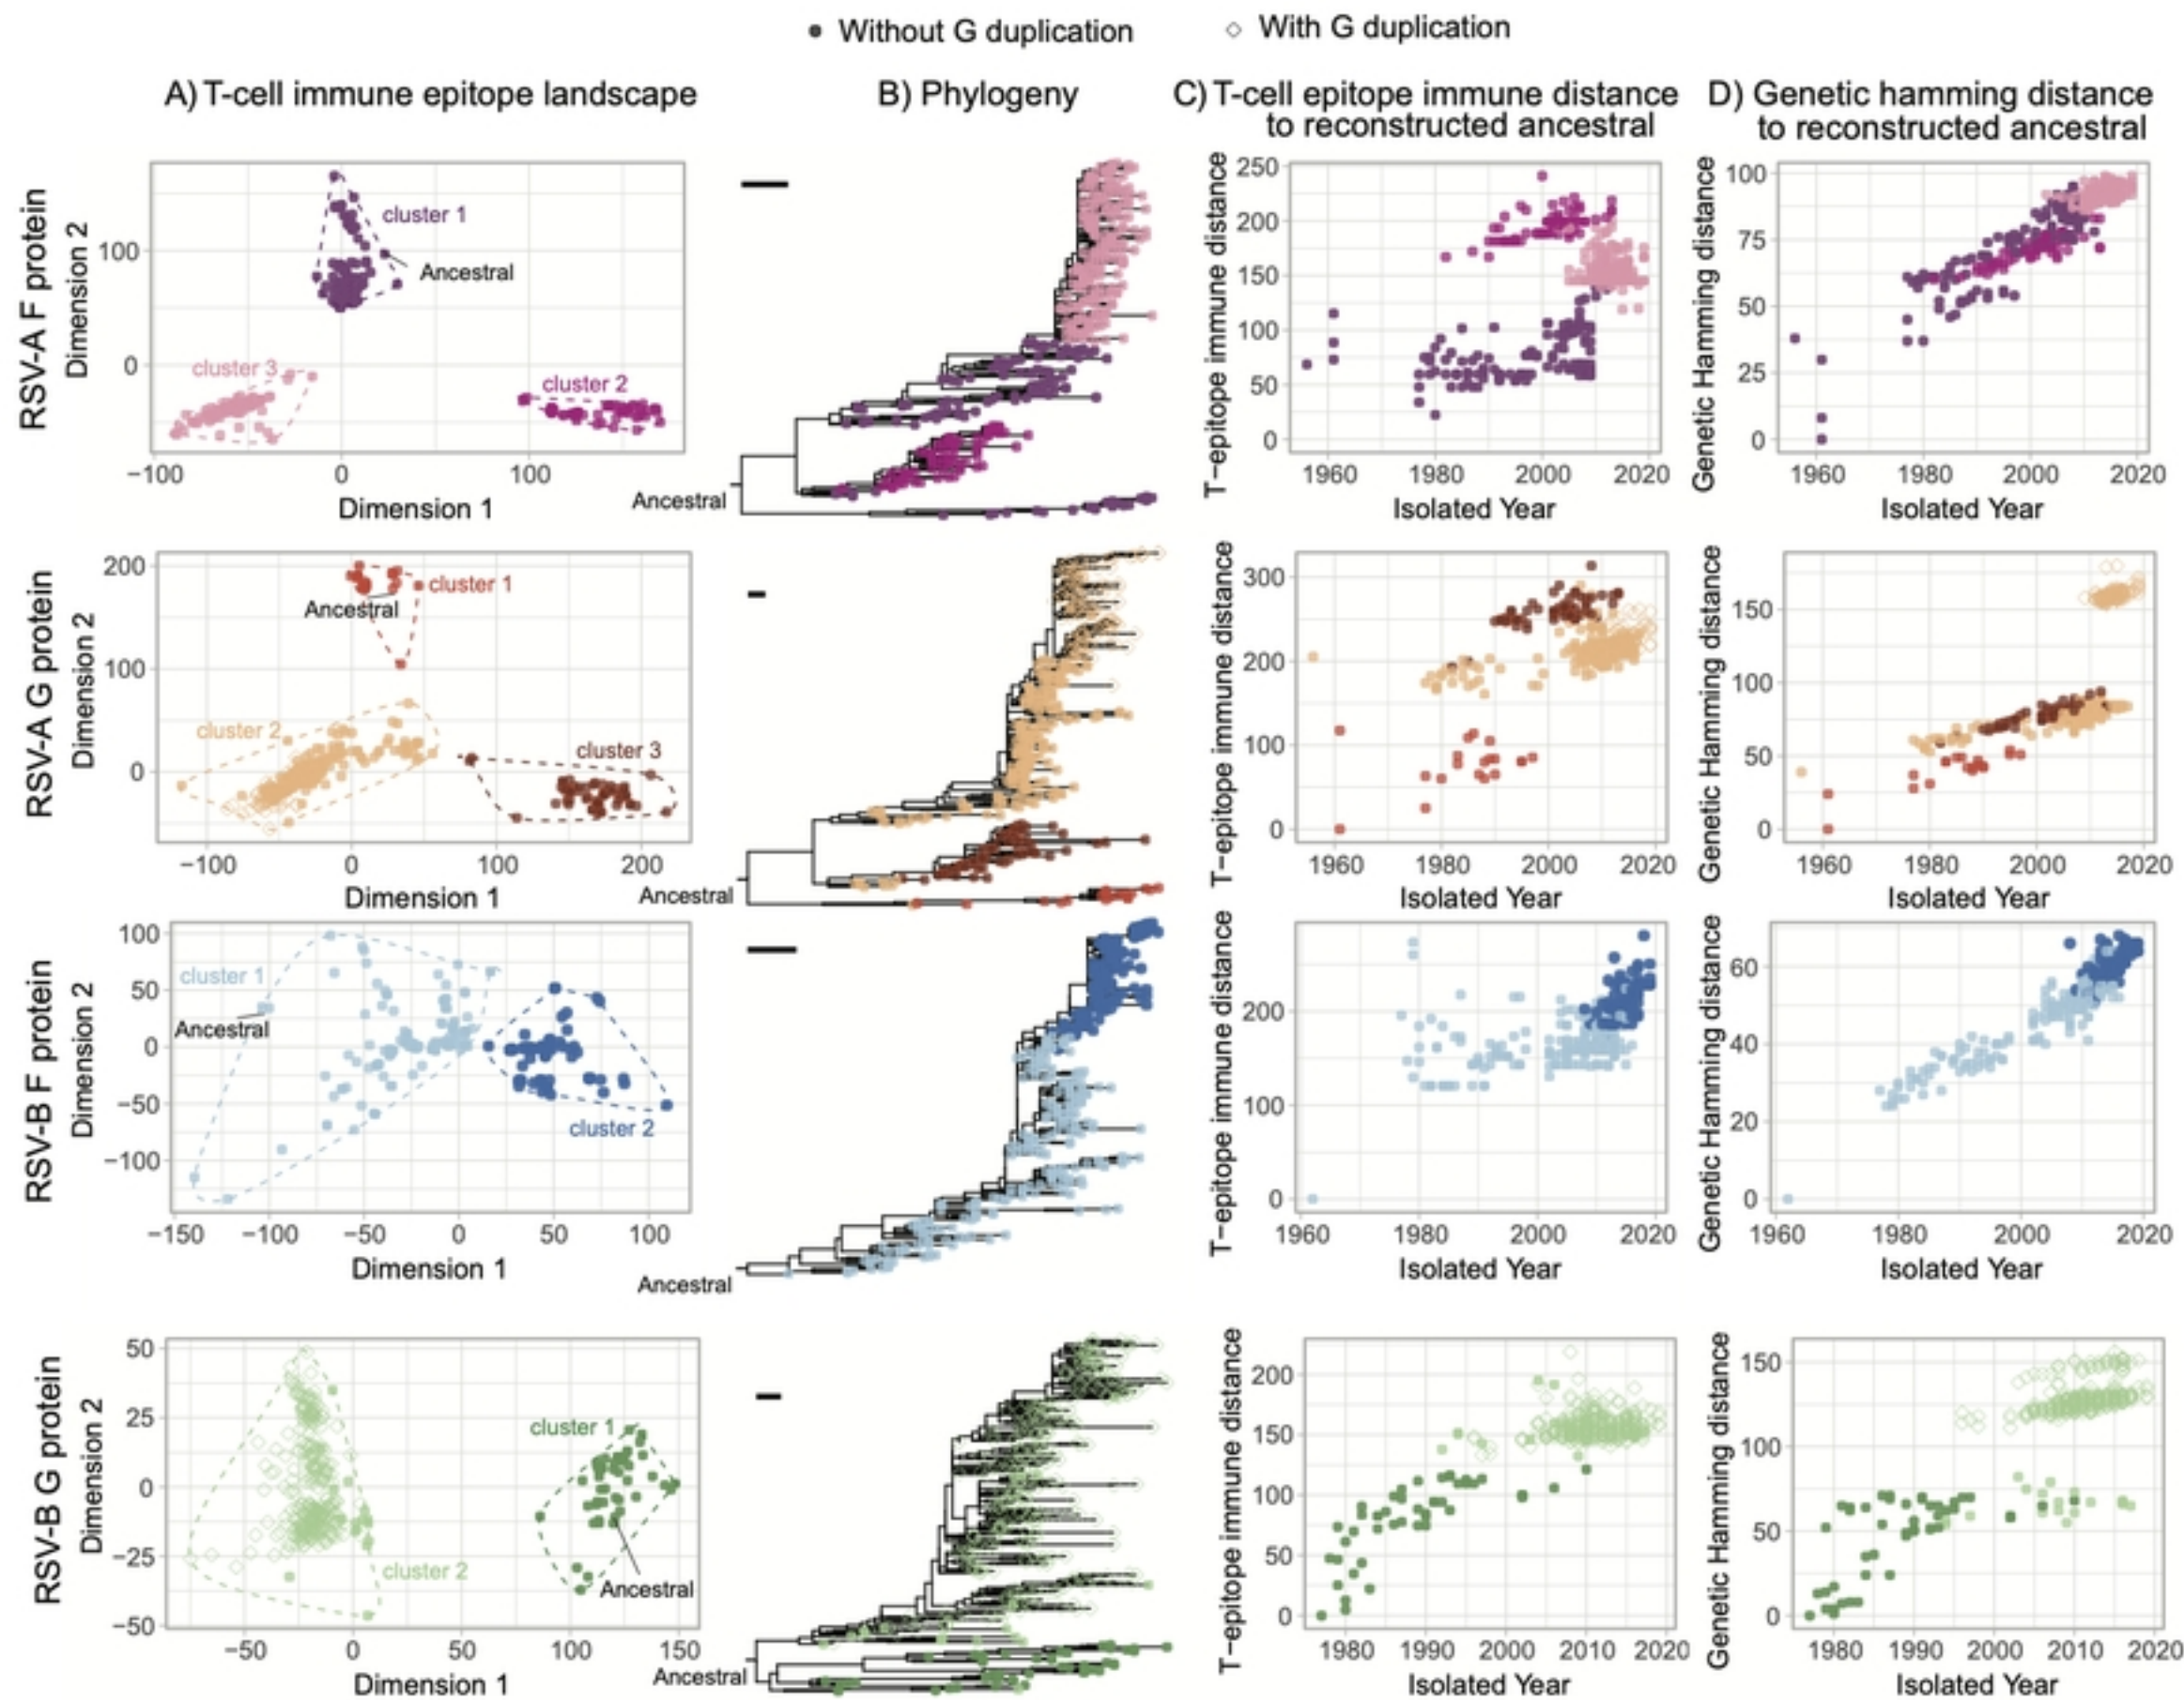 Without G duplication
With G duplication
A) T-cell immune epitope landscape
B) Phylogeny
C) T-cell epitope immune distance
to reconstructed ancestral
D) Genetic hamming distance
to reconstructed ancestral
RSV-A F protein
Dimension 2
100
0
cluster 1
Ancestral
cluster 3
cluster 2
−100
0
100
Dimension 1
Ancestral
T−epitope immune distance
250
200
150
100
50
0
1960
1980
2000
2020
Isolated Year
Genetic Hamming distance
100
75
50
25
0
1960
1980
2000
2020
Isolated Year
RSV-A G protein
Dimension 2
200
100
0
cluster 1
Ancestral
cluster 2
cluster 3
−100
0
100
200
Dimension 1
Ancestral
T−epitope immune distance
300
200
100
0
1960
1980
2000
2020
Isolated Year
Genetic Hamming distance
150
100
50
0
1960
1980
2000
2020
Isolated Year
RSV-B F protein
Dimension 2
100
50
0
−50
−100
cluster 1
Ancestral
cluster 2
−150
−100
−50
0
50
100
Dimension 1
Ancestral
T−epitope immune distance
200
100
0
1960
1980
2000
2020
Isolated Year
Genetic Hamming distance
60
40
20
0
1960
1980
2000
2020
Isolated Year
RSV-B G protein
Dimension 2
50
25
0
−25
−50
cluster 1
cluster 2
Ancestral
−50
0
50
100
150
Dimension 1
Ancestral
T−epitope immune distance
200
150
100
50
0
1980
1990
2000
2010
2020
Isolated Year
Genetic Hamming distance
150
100
50
0
1980
1990
2000
2010
2020
Isolated Year